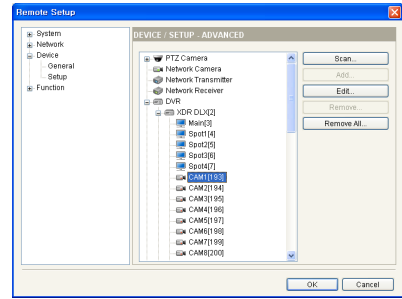 Remote Setup
System
Network
Device
General
Setup
Function
DEVICE / SETUP - ADVANCED
PTZ Camera
Network Camera
Network Transmitter
Network Receiver
DVR
XDR DLX[2]
Main[3]
Spot1[4]
Spot2[5]
Spot3[6]
Spot4[7]
CAM1[193]
CAM2[194]
CAM3[195]
CAM4[196]
CAM5[197]
CAM6[198]
CAM7[199]
CAM8[200]
Scan...
Add...
Edit...
Remove...
Remove All...
OK
Cancel